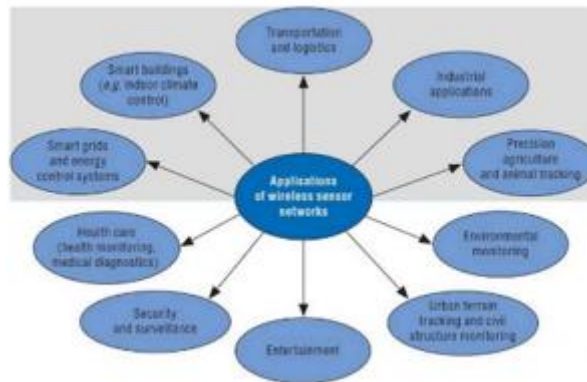 Transportation
and logistics
Smart buildings
(e.g. indoor climate
control)
Industrial
applications
Smart grids
and energy
control systems
Precision
agriculture
and animal tracking
Applications
of wireless sensor
networks
Health care
(health monitoring,
medical diagnostics)
Environmental
monitoring
Security
and surveillance
Urban terrain
tracking and civil
structure monitoring
Entertainment